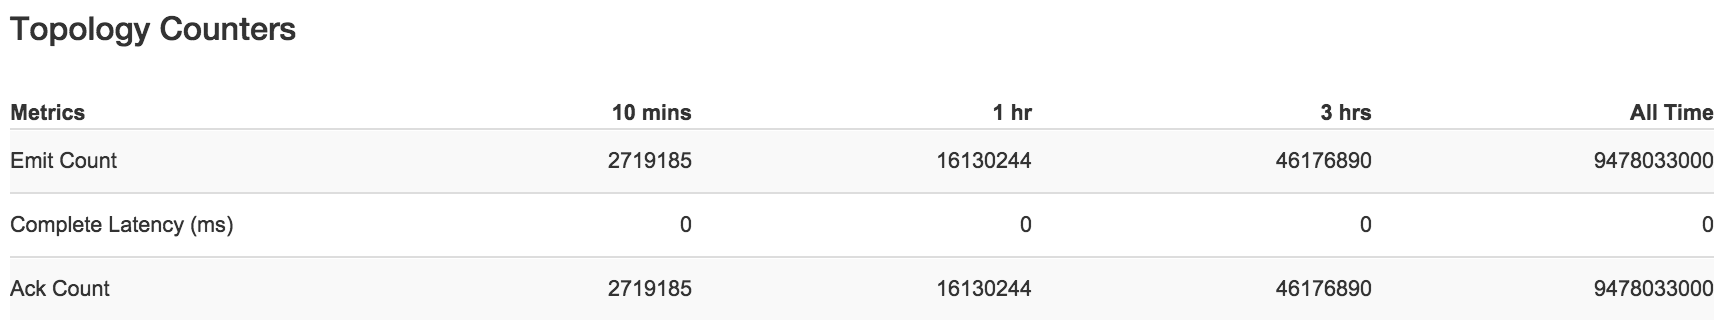 Topology Counters
Metrics 10 mins 1 hr 3 hrs All Time
Emit Count 2719185 16130244 46176890 9478033000
Complete Latency (ms) 0 0 0 0
Ack Count 2719185 16130244 46176890 9478033000